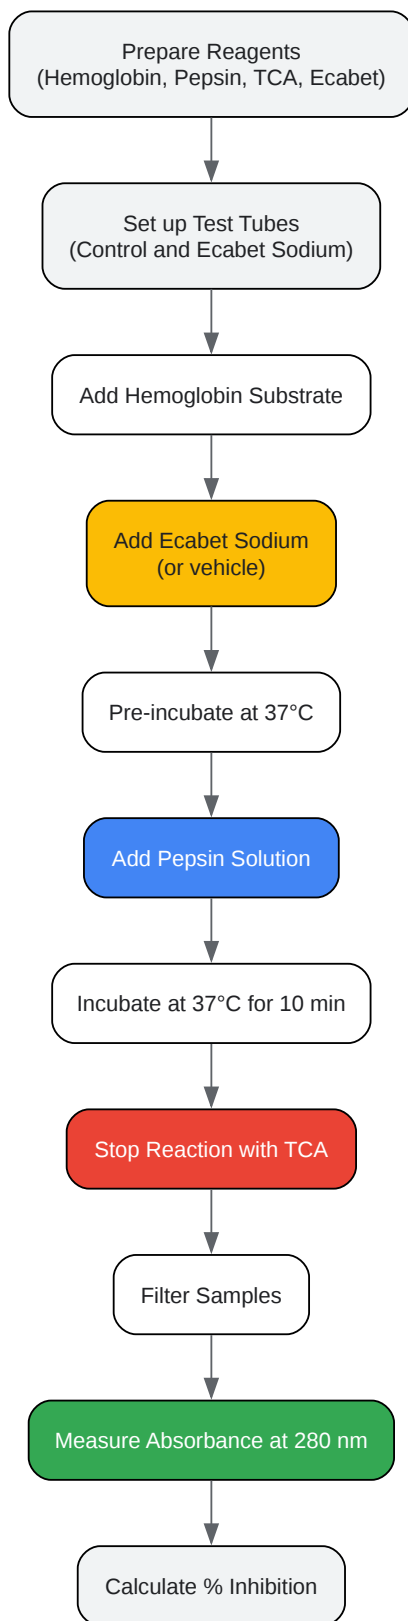 Prepare Reagents
(Hemoglobin, Pepsin, TCA, Ecabet)
Set up Test Tubes
(Control and Ecabet Sodium)
Add Hemoglobin Substrate
Add Ecabet Sodium
(or vehicle)
Pre-incubate at 37°C
Add Pepsin Solution
Incubate at 37°C for 10 min
Stop Reaction with TCA
Filter Samples
Measure Absorbance at 280 nm
Calculate % Inhibition